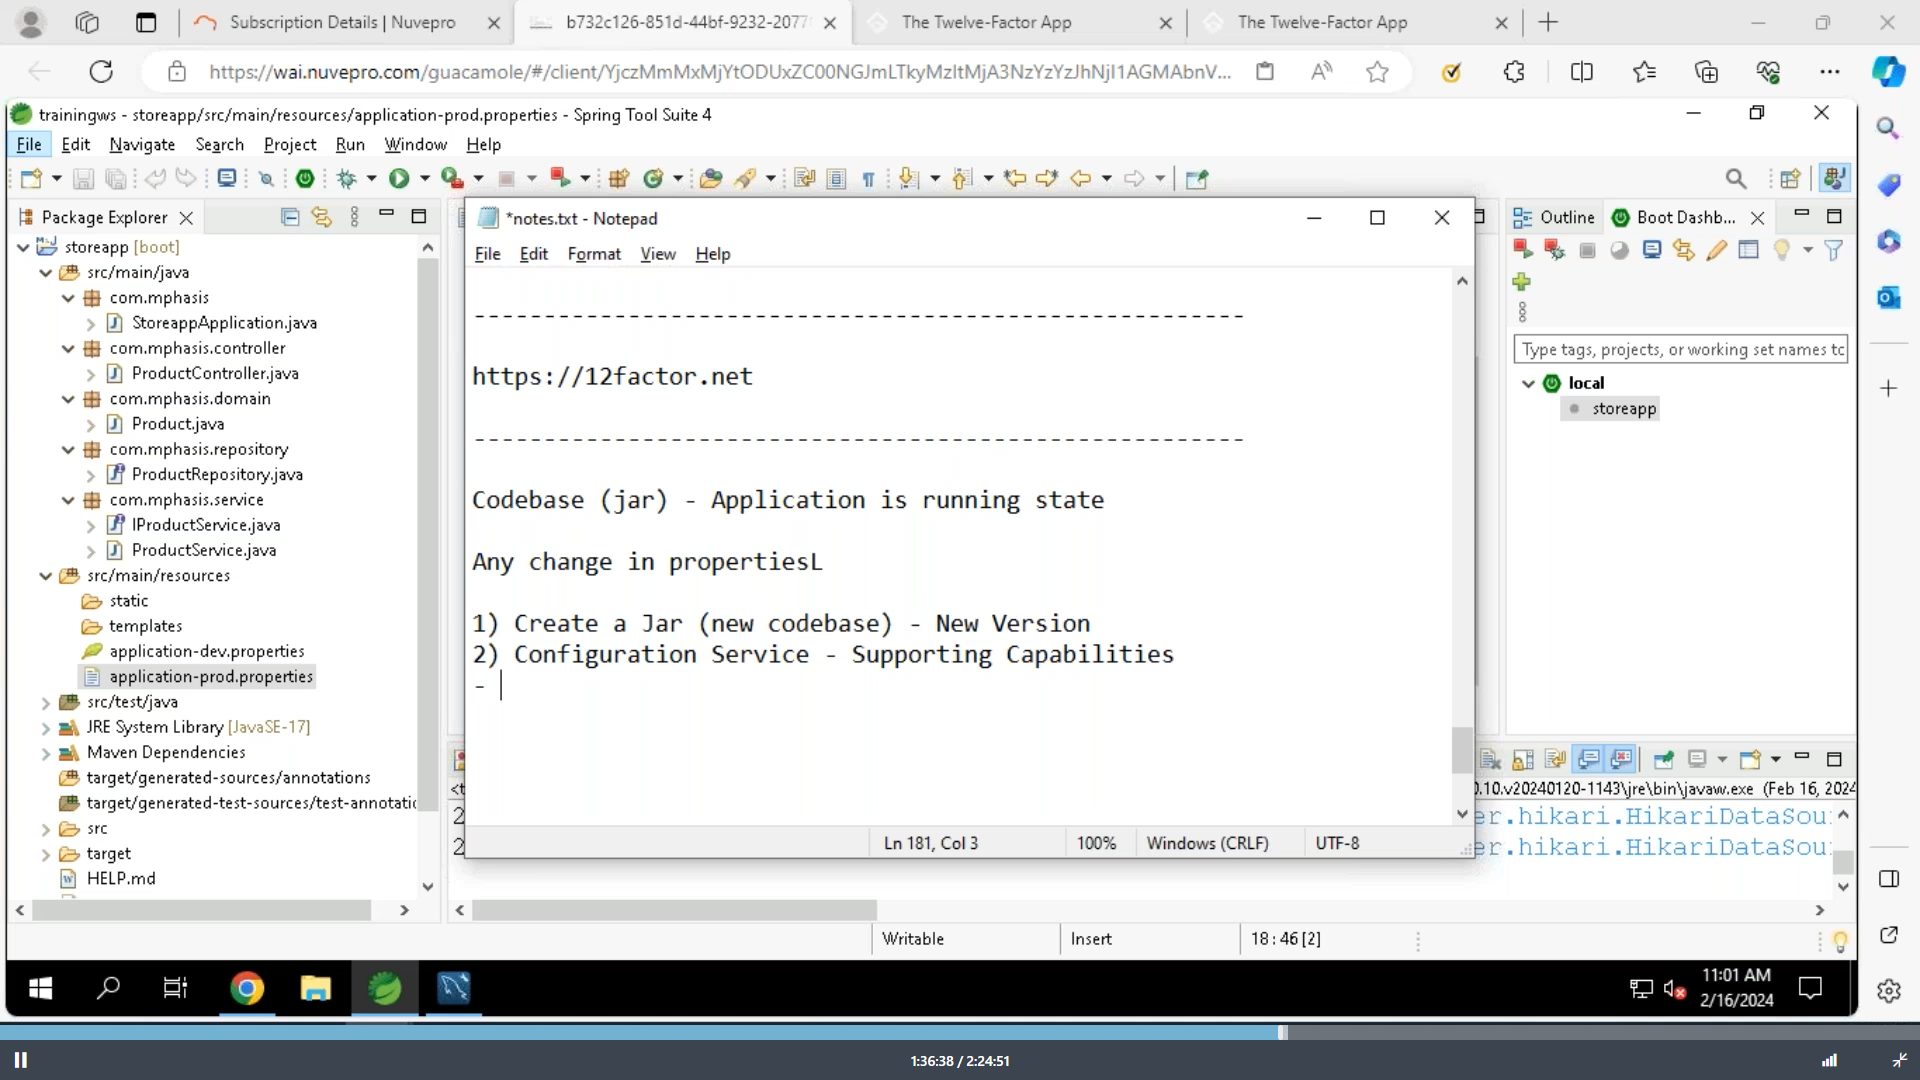 Subscription Details | Nuvepro
b732c126-851d-44bf-9232-2077
The Twelve-Factor App
The Twelve-Factor App
https://wai.nuvepro.com/guacamole/#/client/YjczMmMxMjYtODUxZC00NGJmLTkyMzItMjA3NzYzYzJhNjI1AGMAbnV...
trainingws - storeapp/src/main/resources/application-prod.properties - Spring Tool Suite 4
File Edit Navigate Search Project Run Window Help
Package Explorer
storeapp [boot]
src/main/java
com.mphasis
StoreappApplication.java
com.mphasis.controller
ProductController.java
com.mphasis.domain
Product.java
com.mphasis.repository
ProductRepository.java
com.mphasis.service
IProductService.java
ProductService.java
src/main/resources
static
templates
application-dev.properties
application-prod.properties
src/test/java
JRE System Library [JavaSE-17]
Maven Dependencies
target/generated-sources/annotations
target/generated-test-sources/test-annotatic
src
target
HELP.md
*notes.txt - Notepad
File Edit Format View Help
-------------------------------------------------------
https://12factor.net
-------------------------------------------------------
Codebase (jar) - Application is running state
Any change in propertiesL
1) Create a Jar (new codebase) - New Version
2) Configuration Service - Supporting Capabilities
-
Ln 181, Col 3
100%
Windows (CRLF)
UTF-8
Outline
Boot Dashb...
Type tags, projects, or working set names tc
local
storeapp
<t
).10.v20240120-1143\jre\bin\javaw.exe (Feb 16, 2024
2
er.hikari.HikariDataSou
2
er.hikari.HikariDataSou
Writable
Insert
18 : 46 [2]
11:01 AM
2/16/2024
1:36:38 / 2:24:51